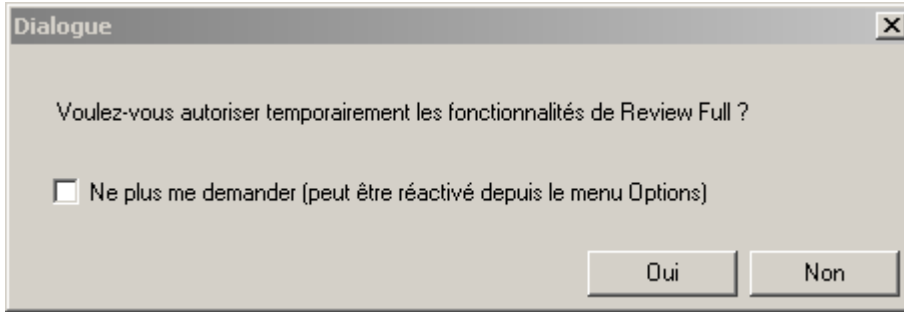 Dialogue
Voulez-vous autoriser temporairement les fonctionnalités de Review Full ?
Ne plus me demander (peut être réactivé depuis le menu Options)
Oui Non